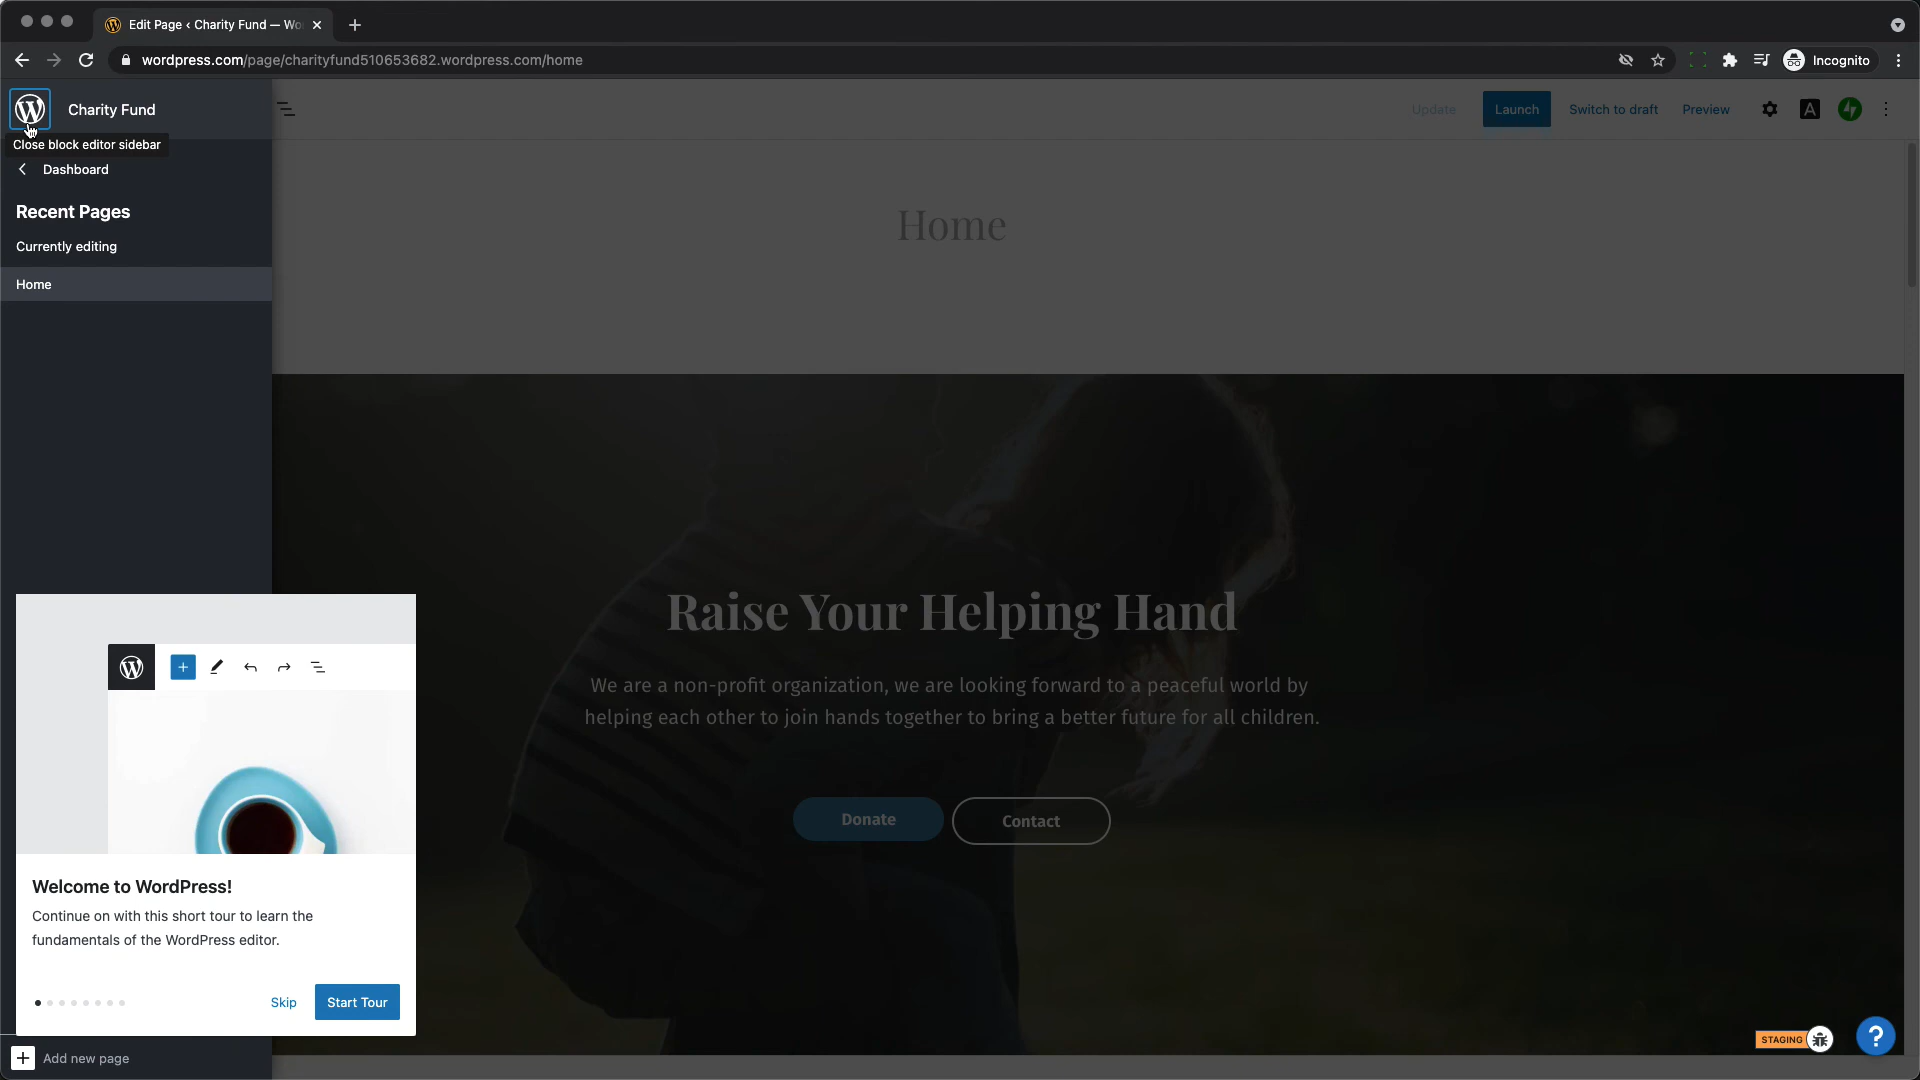 Edit Page ‹ Charity Fund — Wo
wordpress.com/page/charityfund510653682.wordpress.com/home
Incognito
Charity Fund
Update
Launch
Switch to draft
Preview
A
Close block editor sidebar
Dashboard
Recent Pages
Currently editing
Home
Home
Raise Your Helping Hand
We are a non-profit organization, we are looking forward to a peaceful world by
helping each other to join hands together to bring a better future for all children.
Donate
Contact
Welcome to WordPress!
Continue on with this short tour to learn the
fundamentals of the WordPress editor.
Skip
Start Tour
STAGING
?
Add new page